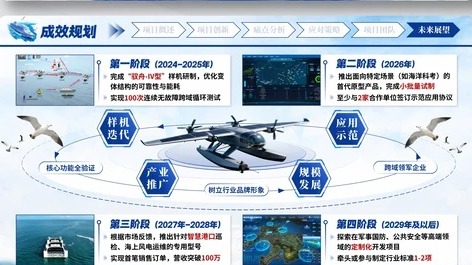 成效规划
项目概述
项目创新
痛点分析
应对策略
项目团队
未来展望
第一阶段（2024-2025年）
完成“驭舟-IV型”样机研制，优化变
体结构的可靠性与能耗
实现100次连续无故障跨域循环测试
第二阶段（2026年）
推出面向特定场景（如海洋科考）的
首代原型产品，完成小批量试制
至少与2家合作单位签订示范应用协议
样机
迭代
应用
示范
核心功能全验证
产业
推广
树立行业品牌形象
规模
发展
跨域领军企业
第三阶段（2027年-2028年）
根据市场反馈，推出针对智慧港口巡
检、海上风电运维的专用型号
实现首笔销售订单，营收突破100万
第四阶段（2029年及以后）
探索在军事国防、公共安全等高端领
域的定制化开发项目
牵头或参与制定行业标准1-2项